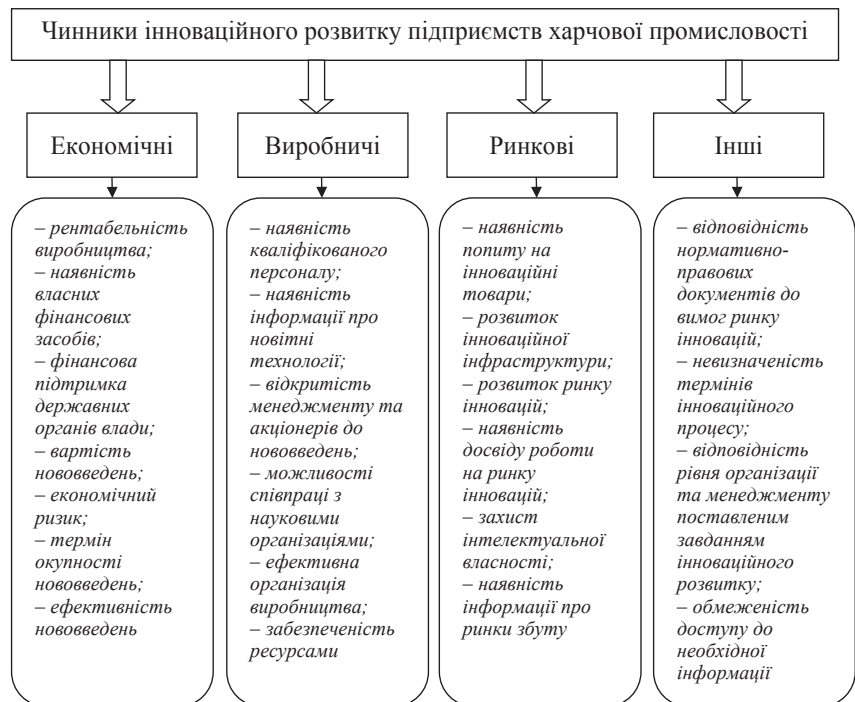 Чинники інноваційного розвитку підприємств харчової промисловості
Економічні
– рентабельність
виробництва;
– наявність
власних
фінансових
засобів;
– фінансова
підтримка
державних
органів влади;
– вартість
нововведень;
– економічний
ризик;
– термін
окупності
нововведень;
– ефективність
нововведень
Виробничі
– наявність
кваліфікованого
персоналу;
– наявність
інформації про
новітні
технології;
– відкритість
менеджменту та
акціонерів до
нововведень;
– можливості
співпраці з
науковими
організаціями;
– ефективна
організація
виробництва;
– забезпеченість
ресурсами
Ринкові
– наявність
попиту на
інноваційні
товари;
– розвиток
інноваційної
інфраструктури;
– розвиток ринку
інновацій;
– наявність
досвіду роботи
на ринку
інновацій;
– захист
інтелектуальної
власності;
– наявність
інформації про
ринки збуту
Інші
– відповідність
нормативно-
правових
документів до
вимог ринку
інновацій;
– невизначеність
термінів
інноваційного
процесу;
– відповідність
рівня організації
та менеджменту
поставленим
завданням
інноваційного
розвитку;
– обмеженість
доступу до
необхідної
інформації